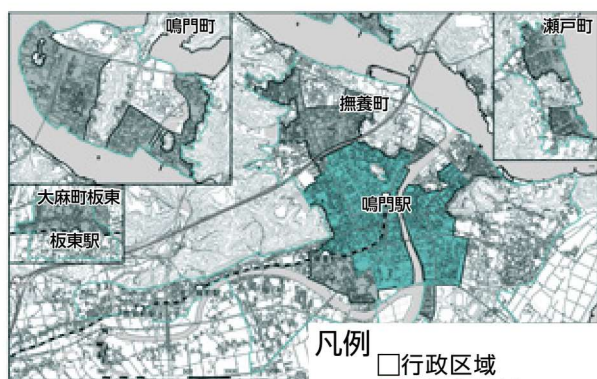 鳴門町
瀬戸町
撫養町
大麻町板東
鳴門駅
板東駅
凡例
□行政区域